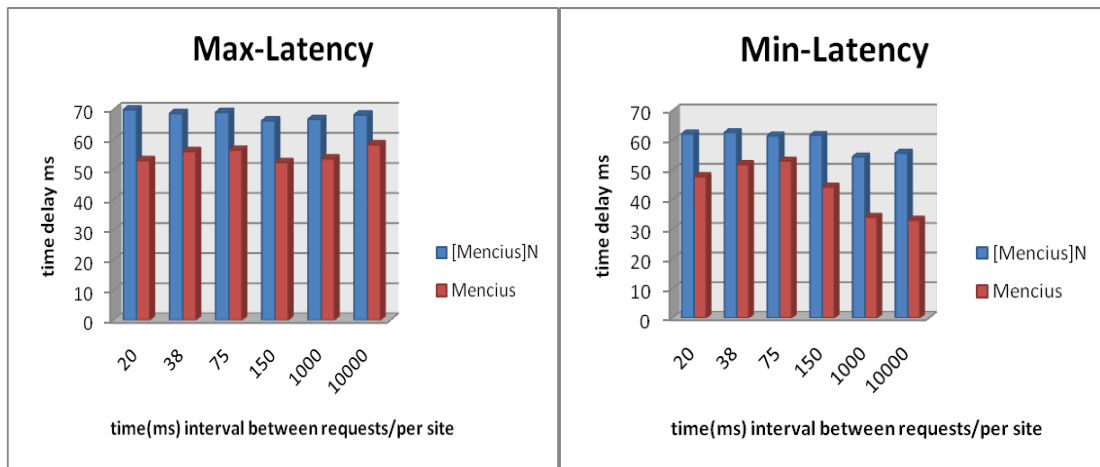 Max-Latency
time delay ms
70
60
50
40
30
20
10
0
20
38
75
150
1000
10000
[Mencius]N
Mencius
time(ms) interval between requests/per site
Min-Latency
time delay ms
70
60
50
40
30
20
10
0
20
38
75
150
1000
10000
[Mencius]N
Mencius
time(ms) interval between requests/per site